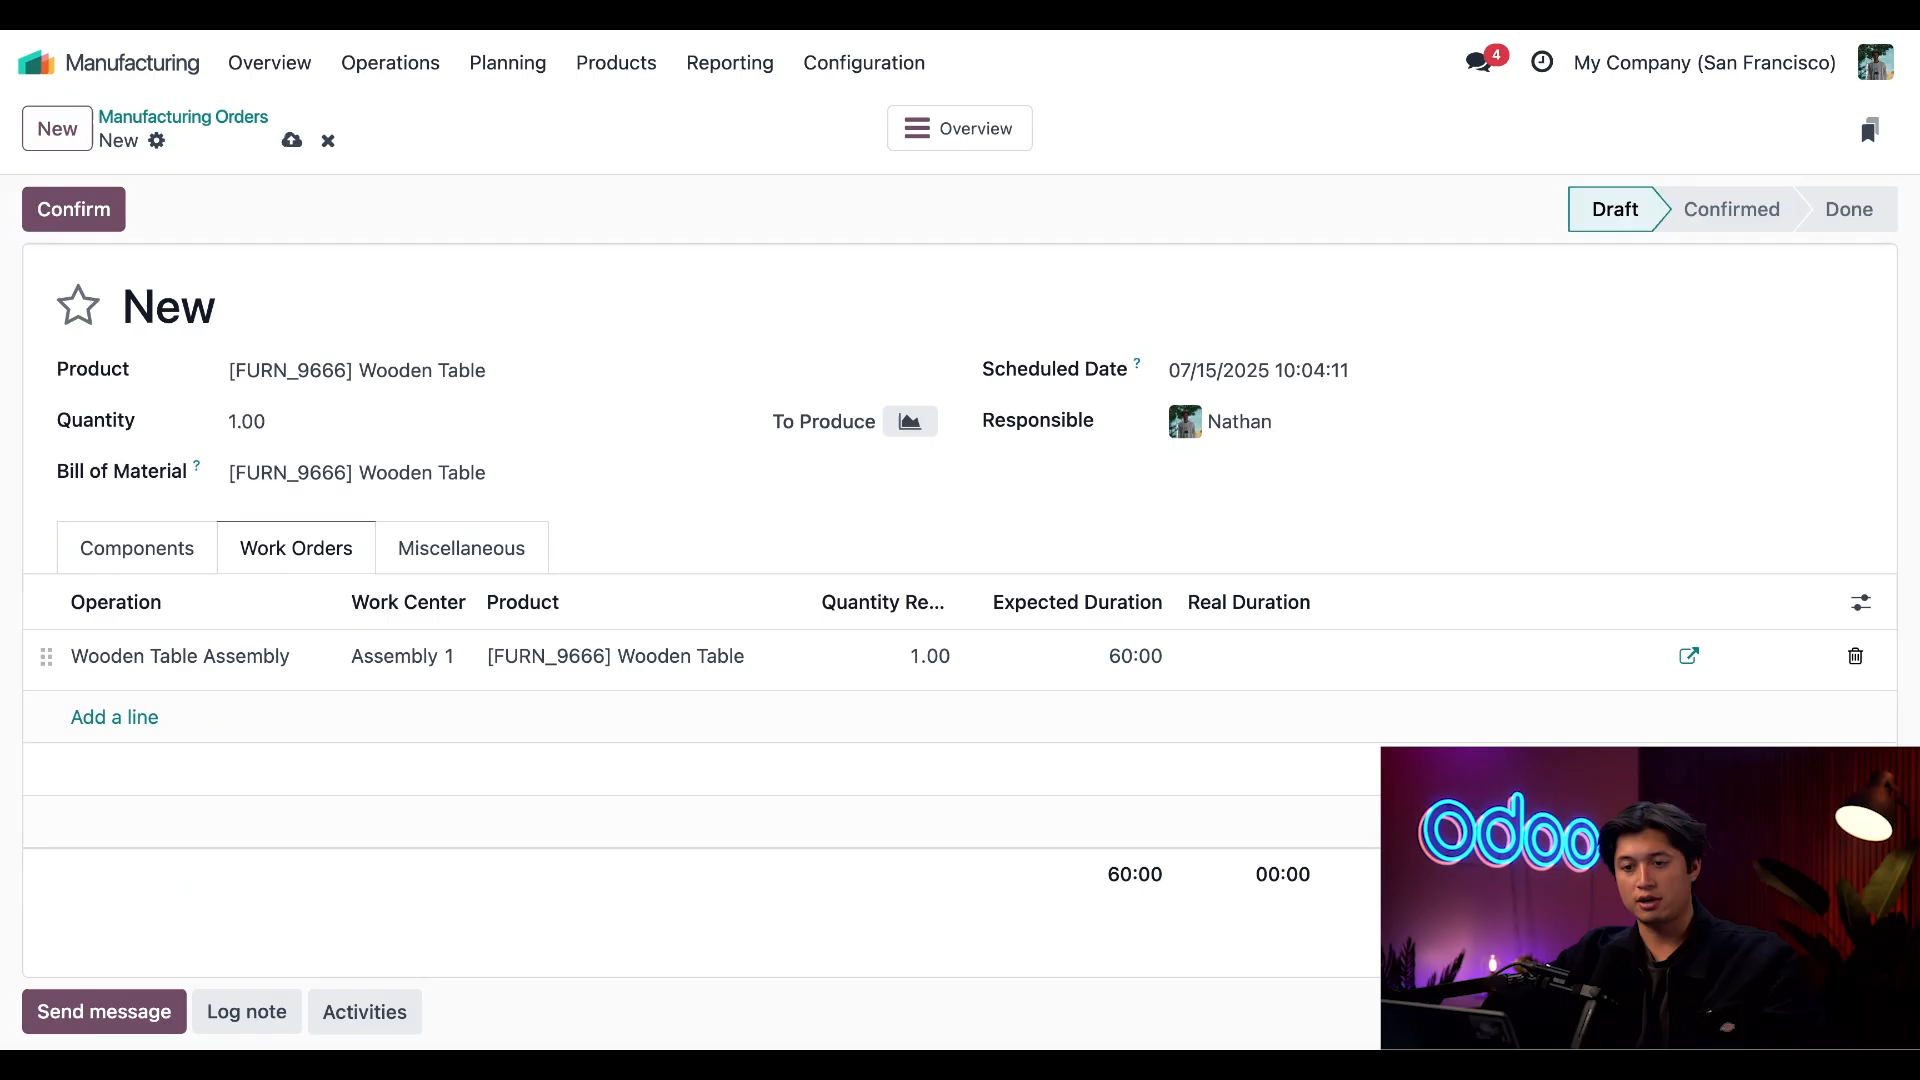 Manufacturing Overview Operations Planning Products Reporting Configuration 4 My Company (San Francisco)
New Manufacturing Orders
New
Overview
Confirm
Draft Confirmed Done
New
Product [FURN_9666] Wooden Table Scheduled Date ? 07/15/2025 10:04:11
Quantity 1.00 To Produce Responsible Nathan
Bill of Material ? [FURN_9666] Wooden Table
Components Work Orders Miscellaneous
Operation Work Center Product Quantity Re... Expected Duration Real Duration
Wooden Table Assembly Assembly 1 [FURN_9666] Wooden Table 1.00 60:00
Add a line
60:00 00:00
odoo
Send message Log note Activities